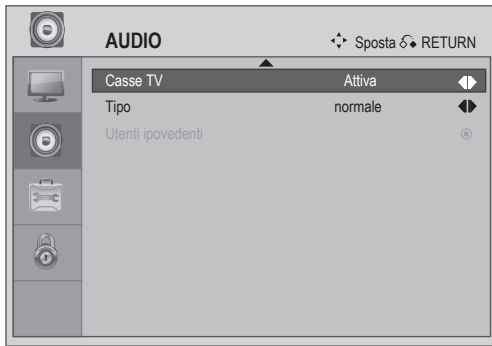 AUDIO
Sposta RETURN
Casse TV Attiva
Tipo normale
Utenti ipovedenti